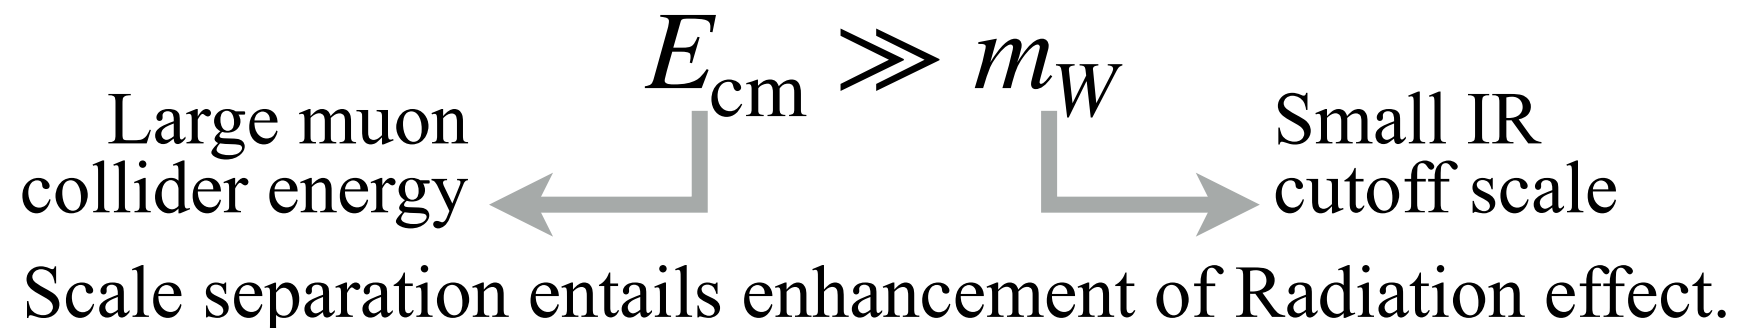 E_cm ≫ m_W
Large muon
collider energy
Small IR
cutoff scale
Scale separation entails enhancement of Radiation effect.